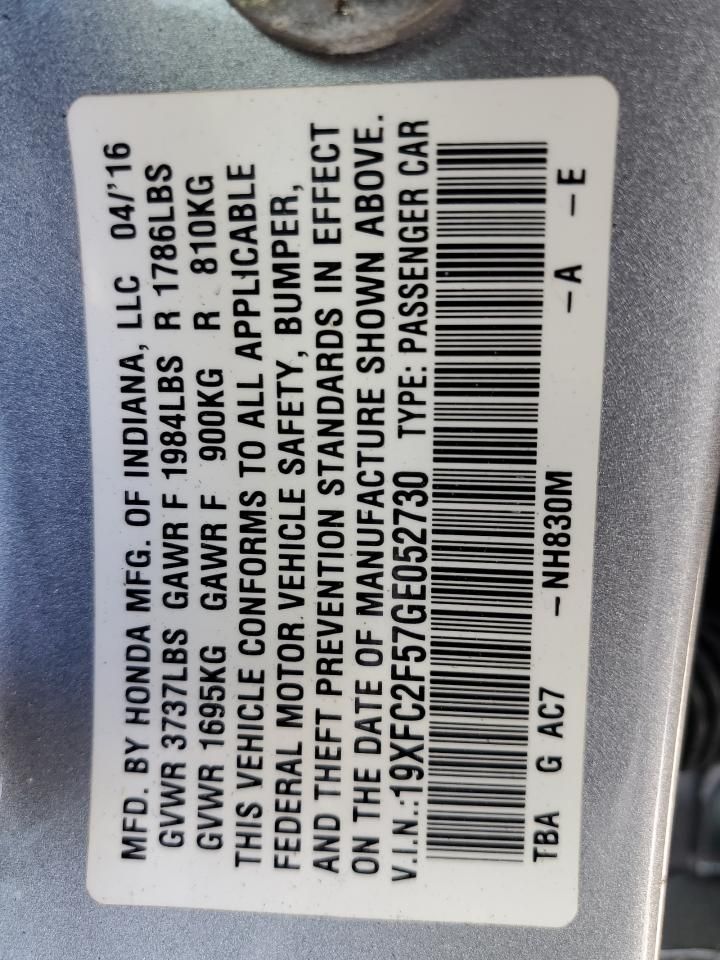 MFD. BY HONDA MFG. OF INDIANA, LLC 04/'16
GVWR 3737LBS GAWR F 1984LBS R 1786LBS
GVWR 1695KG GAWR F 900KG R 810KG
THIS VEHICLE CONFORMS TO ALL APPLICABLE
FEDERAL MOTOR VEHICLE SAFETY, BUMPER,
AND THEFT PREVENTION STANDARDS IN EFFECT
ON THE DATE OF MANUFACTURE SHOWN ABOVE.
V.I.N.:19XFC2F57GE052730 TYPE: PASSENGER CAR
TBA G AC7 –NH830M –A –E